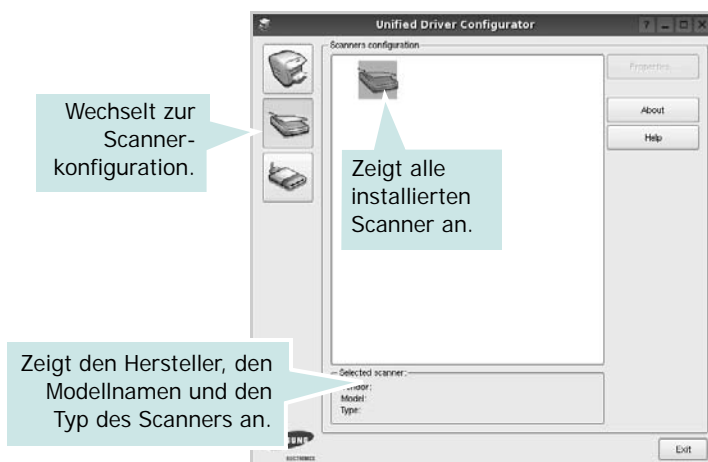 Unified Driver Configurator
Scanners configuration
Properties...
About
Help
Wechselt zur
Scanner-
konfiguration.
Zeigt alle
installierten
Scanner an.
Zeigt den Hersteller, den
Modellnamen und den
Typ des Scanners an.
Selected scanner:
Model:
Type:
ELECTRONICS
Exit